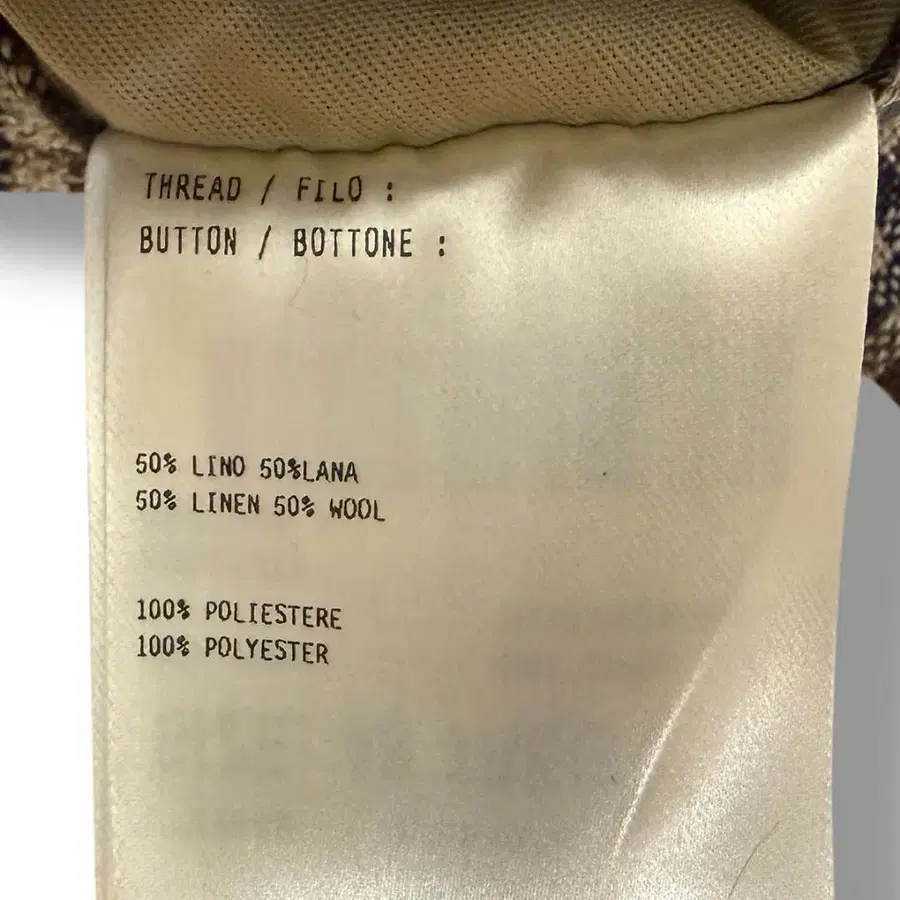 THREAD / FILO :
BUTTON / BOTTONE :
50% LINO 50%LANA
50% LINEN 50% WOOL
100% POLIESTERE
100% POLYESTER